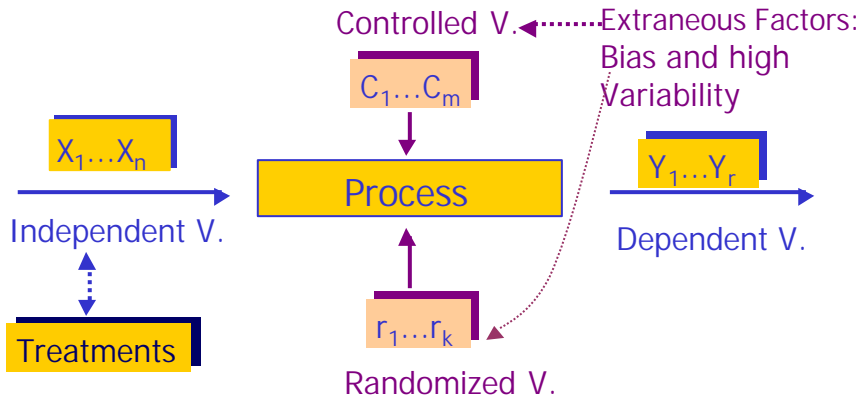 Controlled V.
Extraneous Factors:
Bias and high
Variability
C₁...Cₘ
X₁...Xₙ
Process
Y₁...Yᵣ
Independent V.
Dependent V.
Treatments
r₁...rₖ
Randomized V.